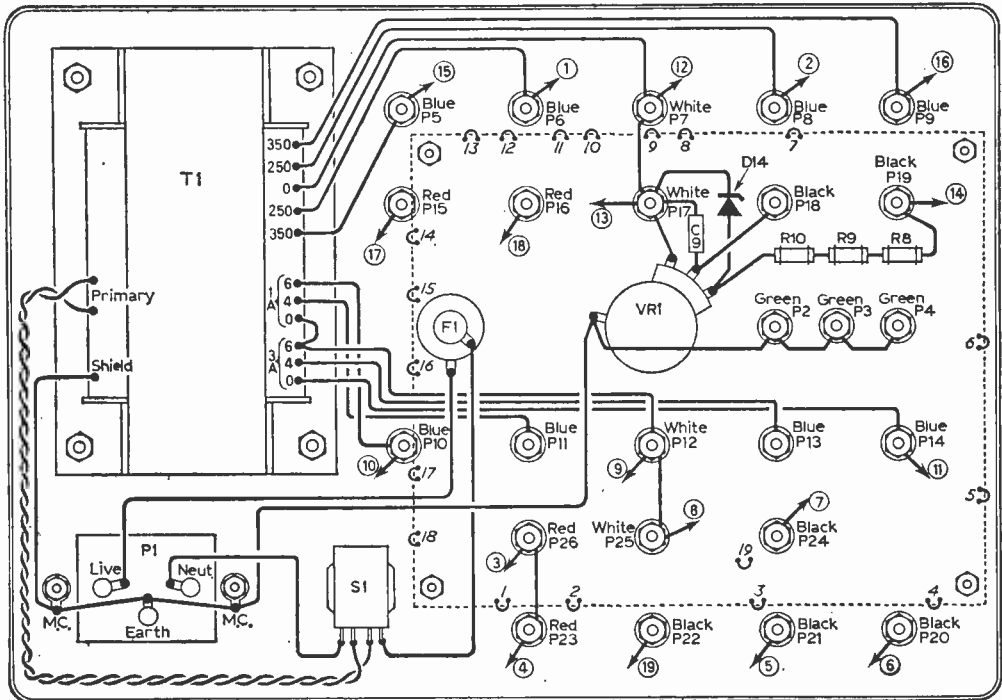 15
1
12
2
16
Blue
P5
Blue
P6
White
P7
Blue
P8
Blue
P9
350
250
0
250
350
T1
13
12
11
10
9
8
7
D14
Black
P19
Red
P15
Red
P16
White
P17
Black
P18
14
13
17
18
C9
R10
R9
R8
14
15
16
F1
VR1
Green
P2
Green
P3
Green
P4
6
Primary
Shield
6
4
0
1
A
6
4
0
3
A
Blue
P10
Blue
P11
White
P12
Blue
P13
Blue
P14
10
9
11
17
5
8
7
18
Red
P26
White
P25
Black
P24
3
19
P1
Live
Neut
Earth
M.C.
M.C.
S1
1
2
3
4
Red
P23
Black
P22
Black
P21
Black
P20
4
19
5
6